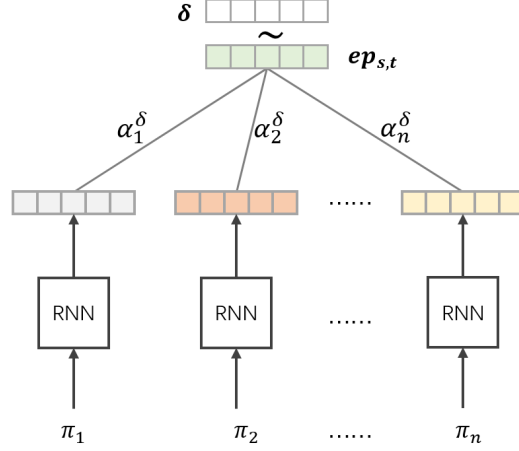 δ
~
ep_{s,t}
α_1^δ α_2^δ α_n^δ
......
RNN RNN ...... RNN
π_1 π_2 ...... π_n